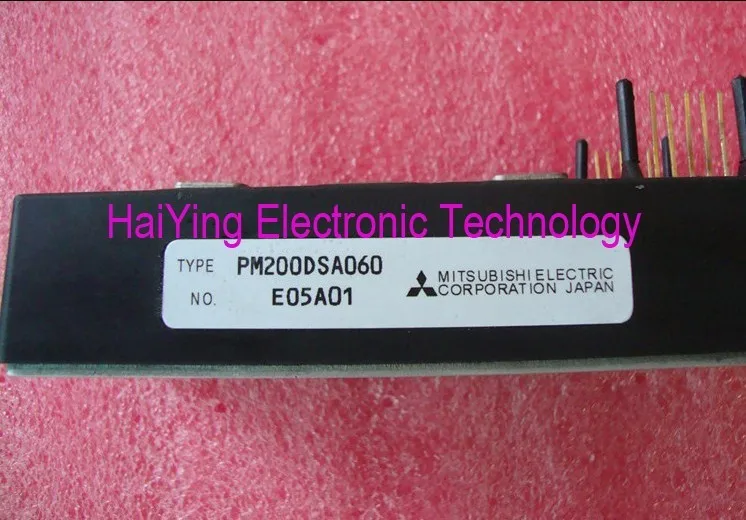 HaiYing Electronic Technology
TYPE PM200DSA060
NO. E05A01
MITSUBISHI ELECTRIC
CORPORATION JAPAN